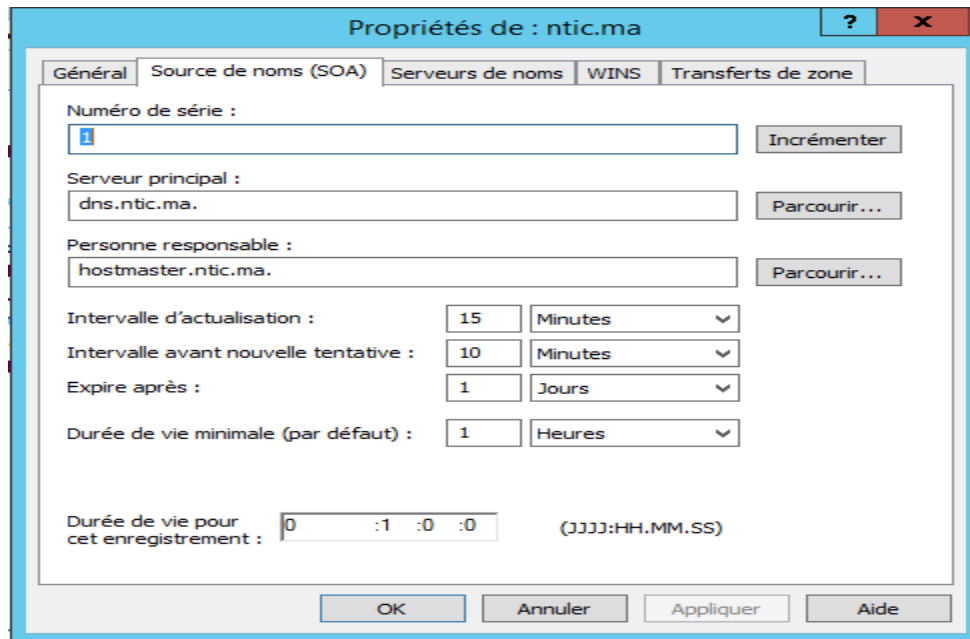 Propriétés de : ntic.ma
? x
Général Source de noms (SOA) Serveurs de noms WINS Transferts de zone
Numéro de série :
1 Incrémenter
Serveur principal :
dns.ntic.ma. Parcourir...
Personne responsable :
hostmaster.ntic.ma. Parcourir...
Intervalle d'actualisation : 15 Minutes
Intervalle avant nouvelle tentative : 10 Minutes
Expire après : 1 Jours
Durée de vie minimale (par défaut) : 1 Heures
Durée de vie pour
cet enregistrement : 0 :1 :0 :0 (JJJJ:HH.MM.SS)
OK Annuler Appliquer Aide